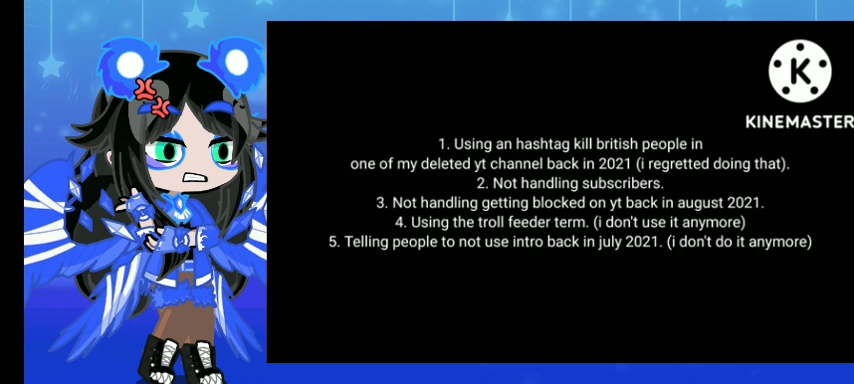 K
KINEMASTER
1. Using an hashtag kill british people in
one of my deleted yt channel back in 2021 (i regretted doing that).
2. Not handling subscribers.
3. Not handling getting blocked on yt back in august 2021.
4. Using the troll feeder term. (i don't use it anymore)
5. Telling people to not use intro back in july 2021. (i don't do it anymore)